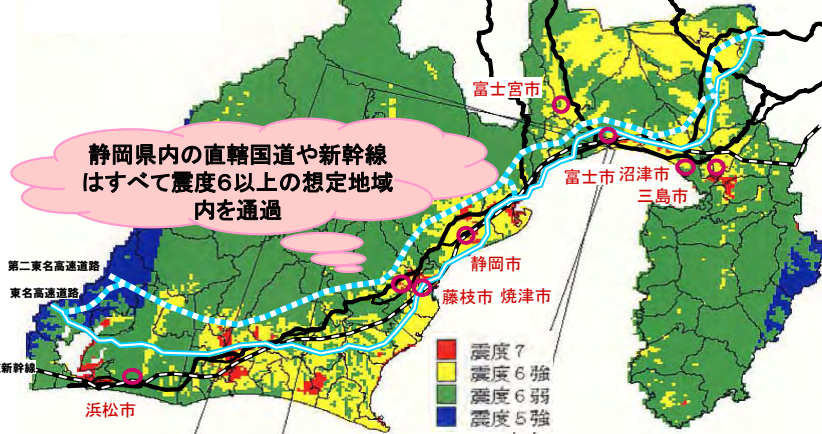 富士宮市
静岡県内の直轄国道や新幹線
はすべて震度6以上の想定地域
内を通過
富士市
沼津市
三島市
静岡市
第二東名高速道路
東名高速道路
藤枝市
焼津市
新幹線
浜松市
震度7
震度6強
震度6弱
震度5強